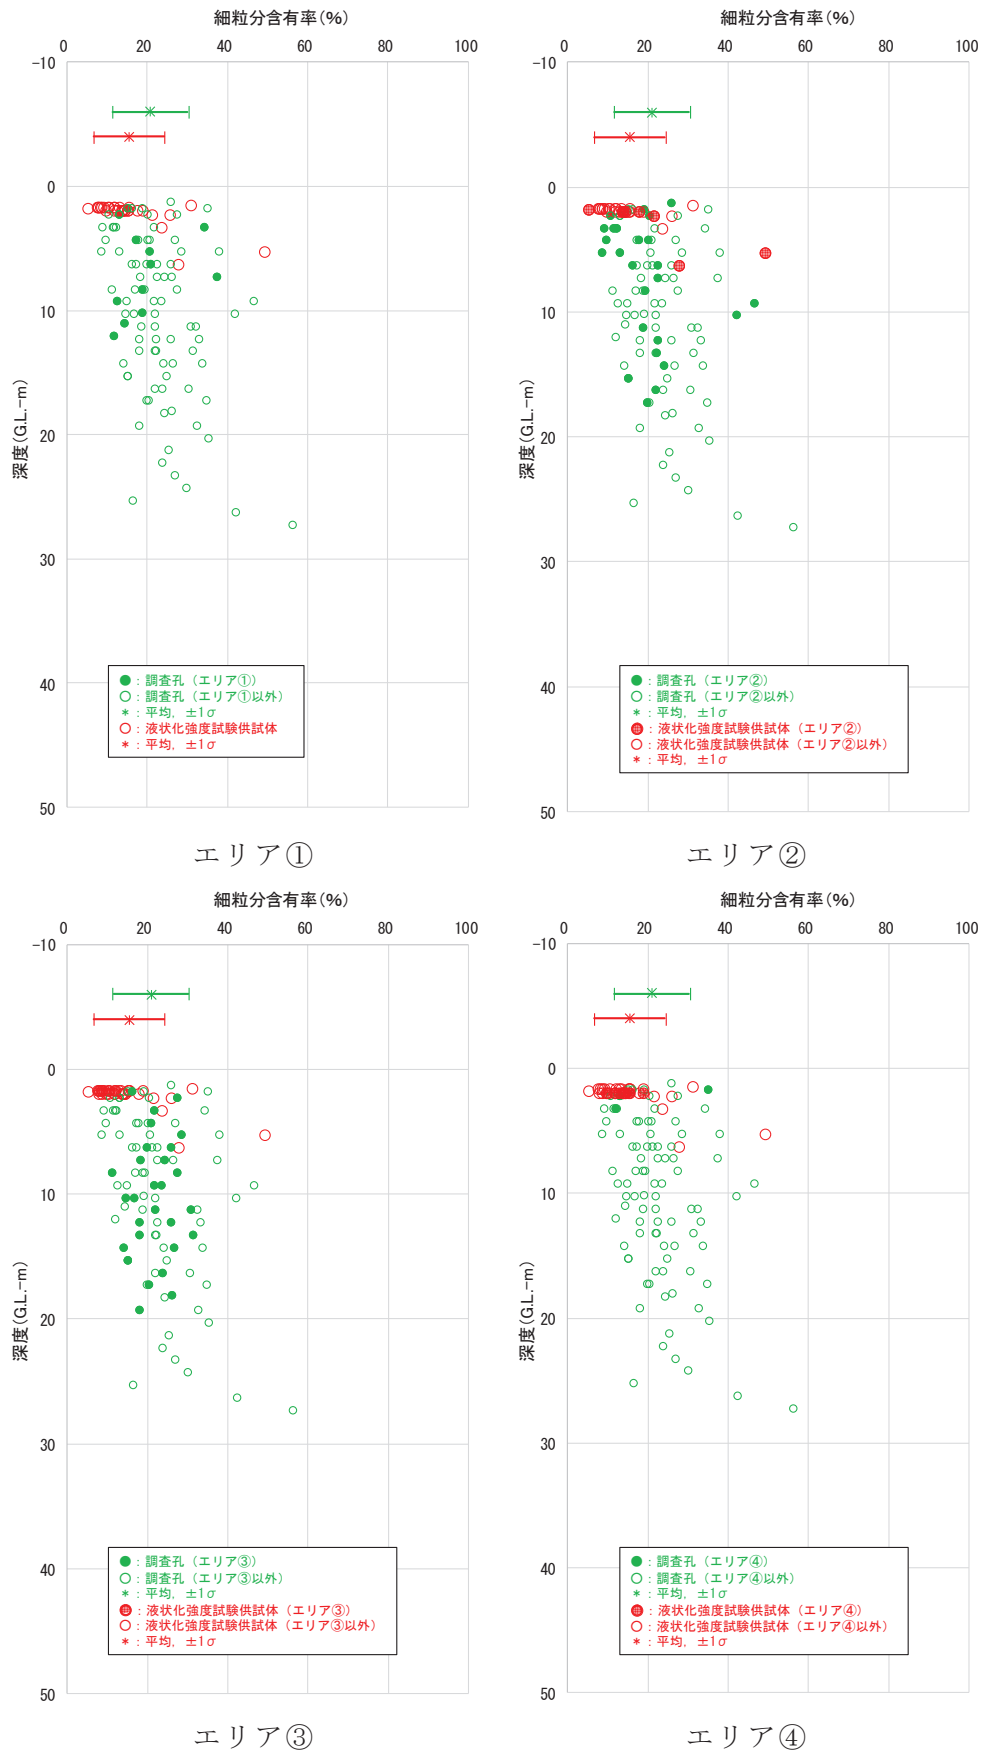 細粒分含有率(%)
0 20 40 60 80 100
-10
0
10
20
30
40
50
深度(G.L.-m)
●：調査孔（エリア①）
○：調査孔（エリア①以外）
*：平均，±1σ
○：液状化強度試験供試体
*：平均，±1σ
エリア①
細粒分含有率(%)
0 20 40 60 80 100
-10
0
10
20
30
40
50
深度(G.L.-m)
●：調査孔（エリア②）
○：調査孔（エリア②以外）
*：平均，±1σ
●：液状化強度試験供試体（エリア②）
○：液状化強度試験供試体（エリア②以外）
*：平均，±1σ
エリア②
細粒分含有率(%)
0 20 40 60 80 100
-10
0
10
20
30
40
50
深度(G.L.-m)
●：調査孔（エリア③）
○：調査孔（エリア③以外）
*：平均，±1σ
●：液状化強度試験供試体（エリア③）
○：液状化強度試験供試体（エリア③以外）
*：平均，±1σ
エリア③
細粒分含有率(%)
0 20 40 60 80 100
-10
0
10
20
30
40
50
深度(G.L.-m)
●：調査孔（エリア④）
○：調査孔（エリア④以外）
*：平均，±1σ
●：液状化強度試験供試体（エリア④）
○：液状化強度試験供試体（エリア④以外）
*：平均，±1σ
エリア④